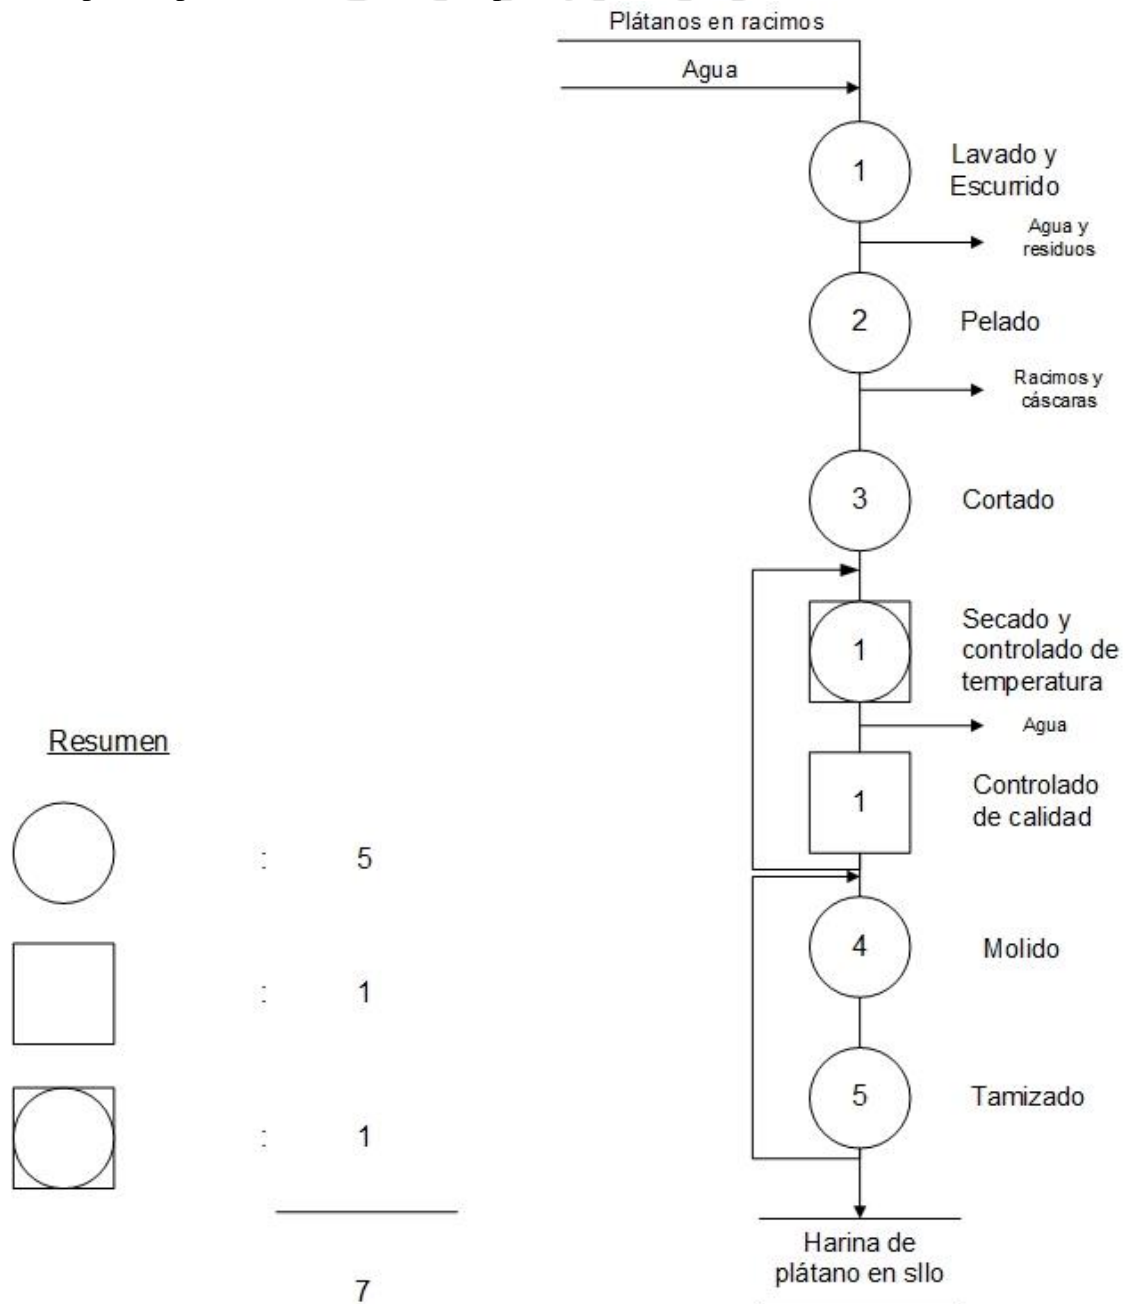 Plátanos en racimos
Agua
1
Lavado y
Escurrido
Agua y
residuos
2
Pelado
Racimos y
cáscaras
3
Cortado
1
Secado y
controlado de
temperatura
Agua
1
Controlado
de calidad
4
Molido
5
Tamizado
Harina de
plátano en sllo
Resumen
: 5
: 1
: 1
7